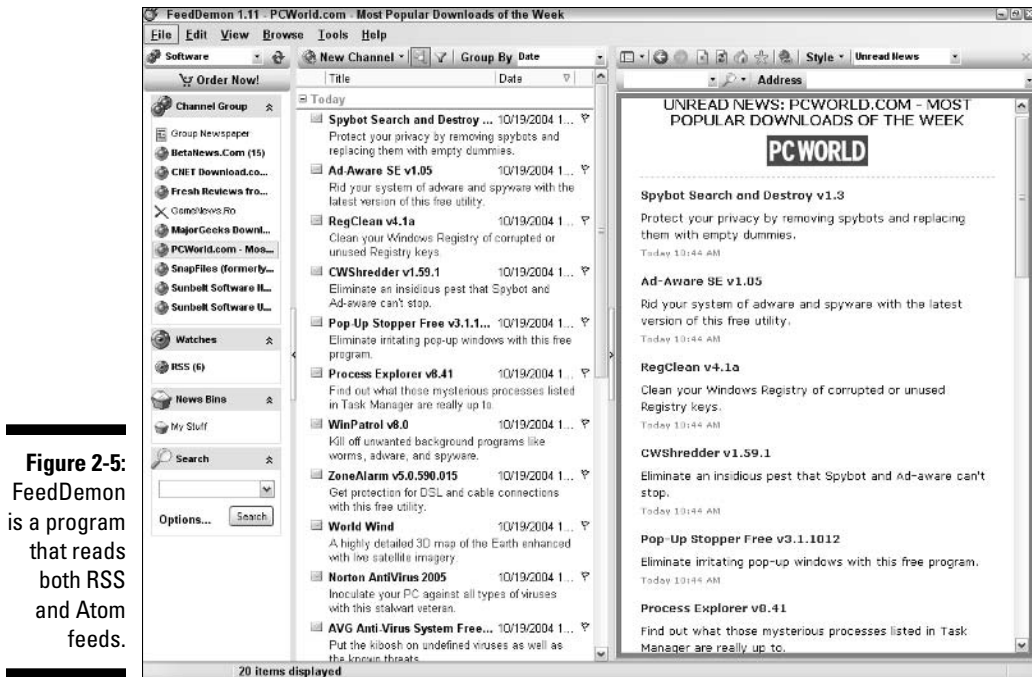 FeedDemon 1.11 - PCWorld.com - Most Popular Downloads of the Week
File Edit View Browse Tools Help
Software
New Channel
Group By Date
Style
Unread News
Order Now!
Title
Date
Address
Channel Group
Group Newspaper
BetaNews.Com (15)
CNET Download.co...
Fresh Reviews fro...
GameNews.Ro
MajorGeeks Downl...
PCWorld.com - Mos...
SnapFiles (formerly...
Sunbelt Software N...
Sunbelt Software U...
Watches
RSS (6)
News Bins
My Stuff
Search
Options...
Search
Today
Spybot Search and Destroy ... 10/19/2004 1...
Protect your privacy by removing spybots and
replacing them with empty dummies.
Ad-Aware SE v1.05 10/19/2004 1...
Rid your system of adware and spyware with the
latest version of this free utility.
RegClean v4.1a 10/19/2004 1...
Clean your Windows Registry of corrupted or
unused Registry keys.
CWShredder v1.59.1 10/19/2004 1...
Eliminate an insidious pest that Spybot and
Ad-aware can't stop.
Pop-Up Stopper Free v3.1.1... 10/19/2004 1...
Eliminate irritating pop-up windows with this free
program.
Process Explorer v8.41 10/19/2004 1...
Find out what those mysterious processes listed
in Task Manager are really up to.
WinPatrol v8.0 10/19/2004 1...
Kill off unwanted background programs like
worms, adware, and spyware.
ZoneAlarm v5.0.590.015 10/19/2004 1...
Get protection for DSL and cable connections
with this free utility.
World Wind 10/19/2004 1...
A highly detailed 3D map of the Earth enhanced
with live satellite imagery.
Norton AntiVirus 2005 10/19/2004 1...
Inoculate your PC against all types of viruses
with this stalwart veteran.
AVG Anti-Virus System Free... 10/19/2004 1...
Put the kibosh on undefined viruses as well as
the known threats.
UNREAD NEWS: PCWORLD.COM - MOST
POPULAR DOWNLOADS OF THE WEEK
PC WORLD
Spybot Search and Destroy v1.3
Protect your privacy by removing spybots and replacing
them with empty dummies.
Today 10:44 AM
Ad-Aware SE v1.05
Rid your system of adware and spyware with the latest
version of this free utility.
Today 10:44 AM
RegClean v4.1a
Clean your Windows Registry of corrupted or unused
Registry keys.
Today 10:44 AM
CWShredder v1.59.1
Eliminate an insidious pest that Spybot and Ad-aware can't
stop.
Today 10:44 AM
Pop-Up Stopper Free v3.1.1012
Eliminate irritating pop-up windows with this free program.
Today 10:44 AM
Process Explorer v8.41
Find out what those mysterious processes listed in Task
Manager are really up to.
20 items displayed
Figure 2-5:
FeedDemon
is a program
that reads
both RSS
and Atom
feeds.